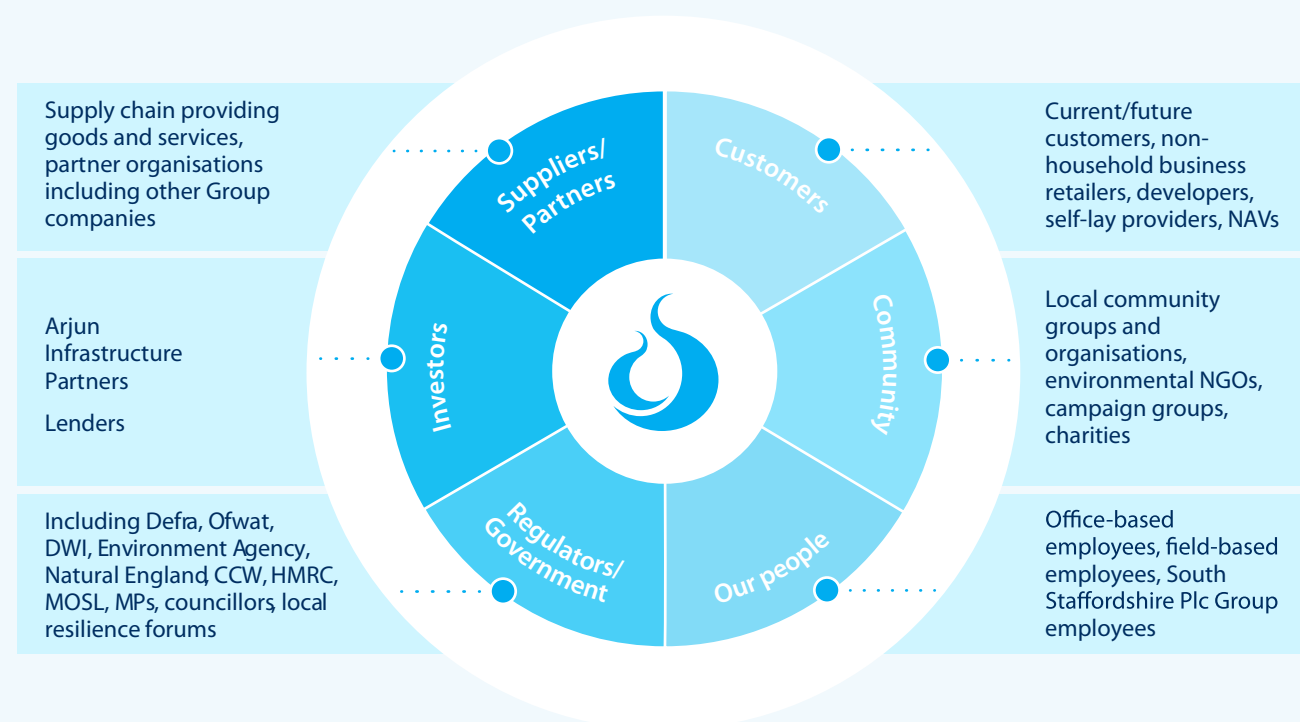 Supply chain providing
goods and services,
partner organisations
including other Group
companies
Arjun
Infrastructure
Partners
Lenders
Including Defra, Ofwat,
DWI, Environment Agency,
Natural England, CCW, HMRC,
MOSL, MPs, councillors, local
resilience forums
Suppliers/
Partners
Customers
Investors
Community
Regulators/
Government
Our people
Current/future
customers, non-
household business
retailers, developers,
self-lay providers, NAVs
Local community
groups and
organisations,
environmental NGOs,
campaign groups,
charities
Office-based
employees, field-based
employees, South
Staffordshire Plc Group
employees